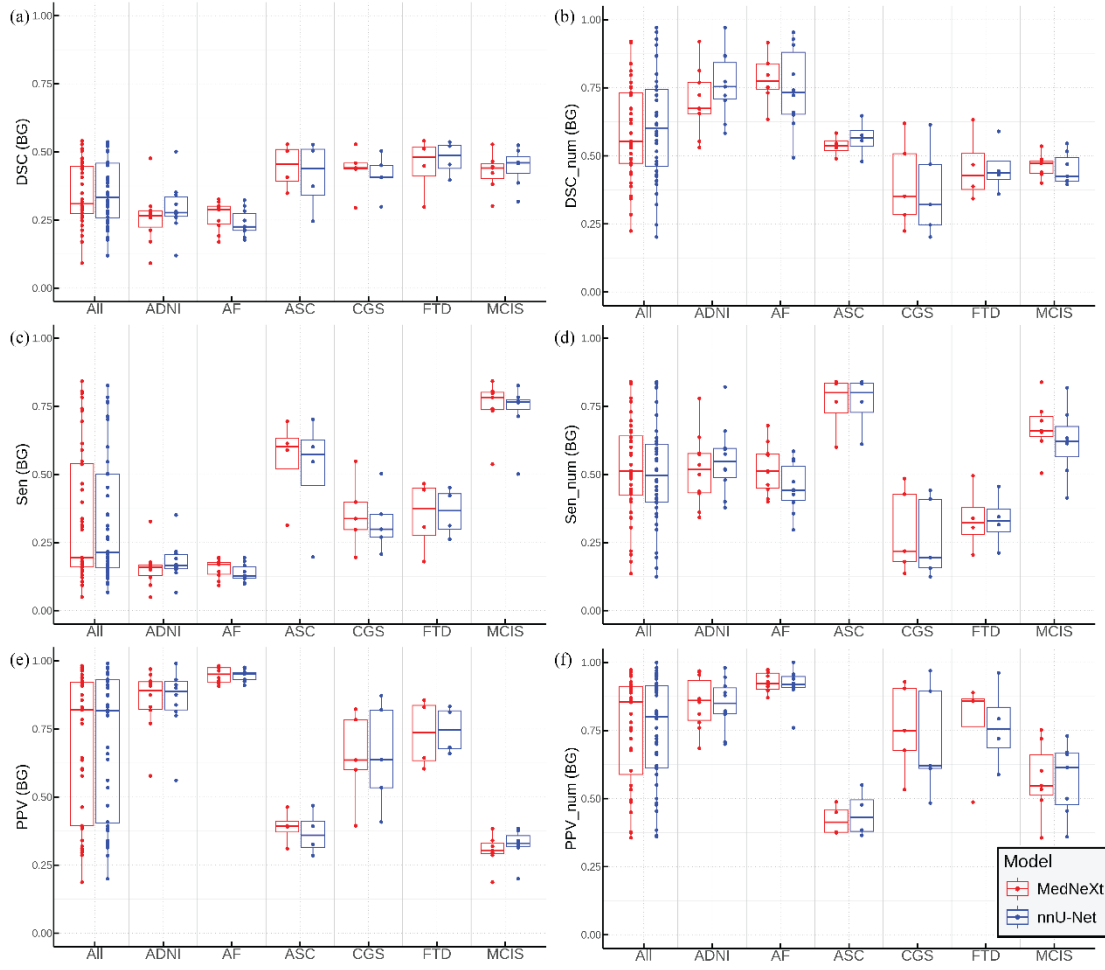 (a)
DSC (BG)
1.00
0.75
0.50
0.25
0.00
All ADNI AF ASC CGS FTD MCIS
(b)
DSC_num (BG)
1.00
0.75
0.50
0.25
0.00
All ADNI AF ASC CGS FTD MCIS
(c)
Sen (BG)
1.00
0.75
0.50
0.25
0.00
All ADNI AF ASC CGS FTD MCIS
(d)
Sen_num (BG)
1.00
0.75
0.50
0.25
0.00
All ADNI AF ASC CGS FTD MCIS
(e)
PPV (BG)
1.00
0.75
0.50
0.25
0.00
All ADNI AF ASC CGS FTD MCIS
(f)
PPV_num (BG)
1.00
0.75
0.50
0.25
0.00
All ADNI AF ASC CGS FTD MCIS
Model
MedNeXt
nnU-Net